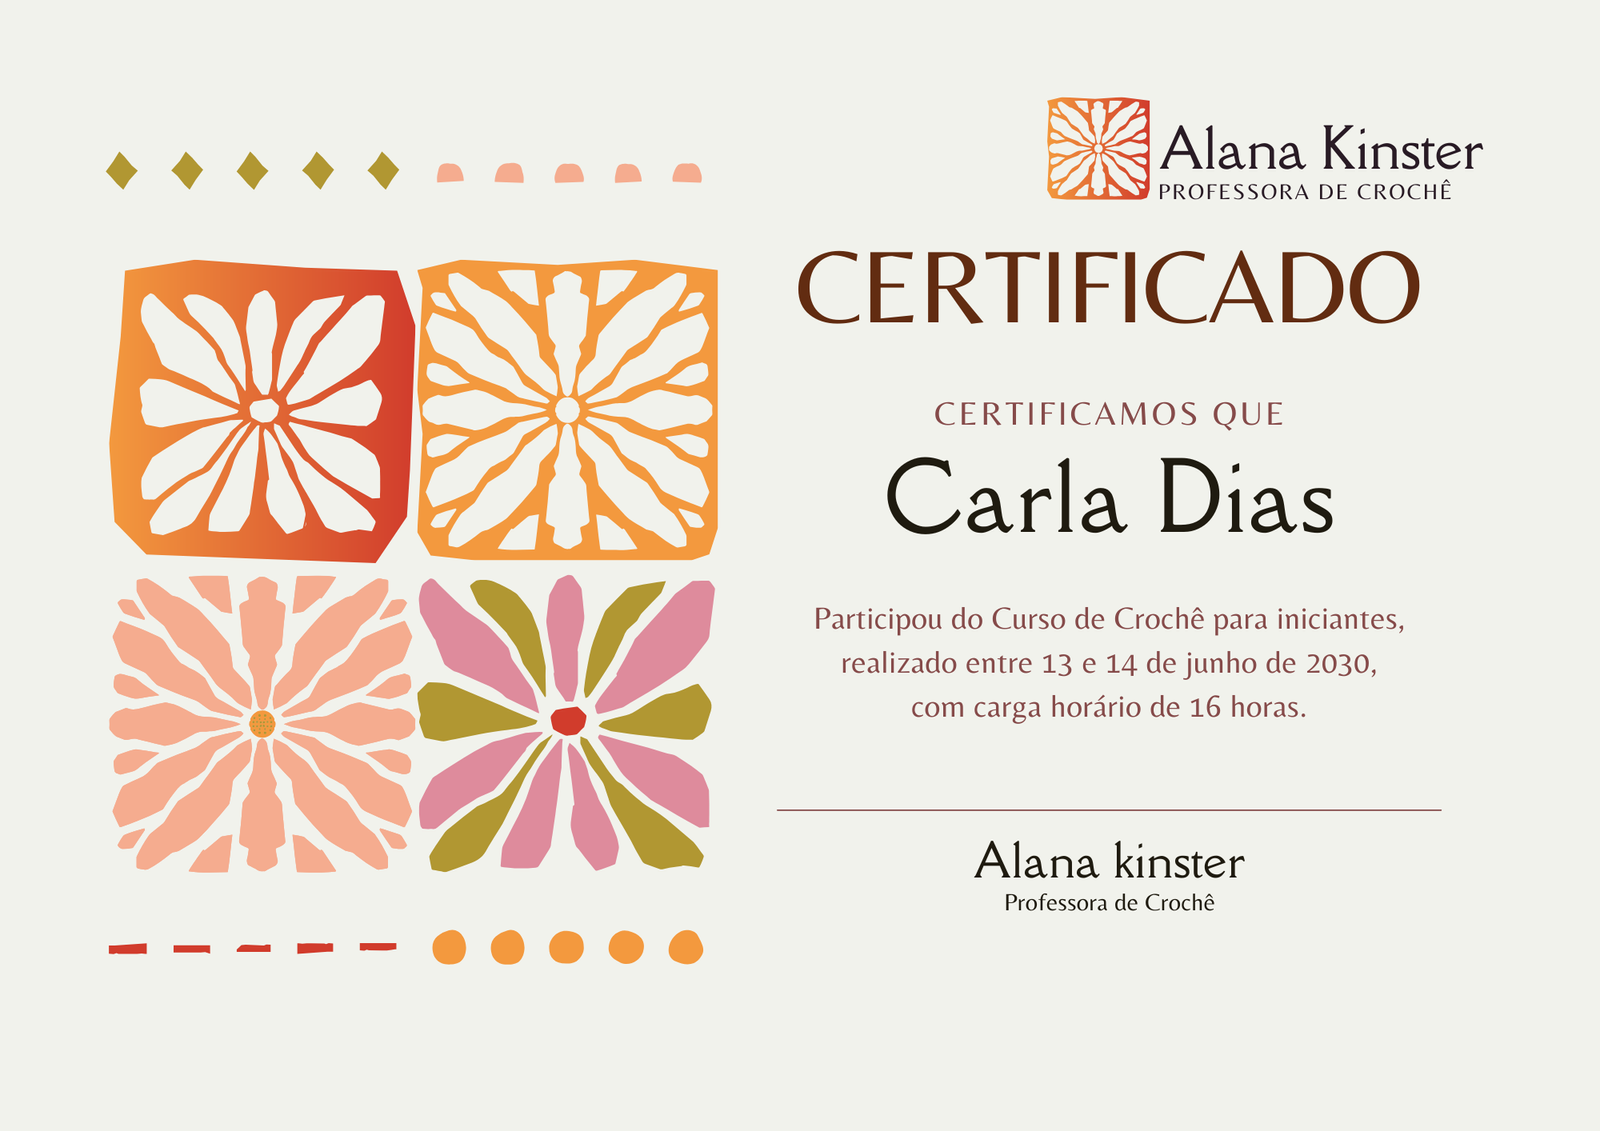 Alana Kinster
PROFESSORA DE CROCHÊ
CERTIFICADO
CERTIFICAMOS QUE
Carla Dias
Participou do Curso de Crochê para iniciantes,
realizado entre 13 e 14 de junho de 2030,
com carga horário de 16 horas.
Alana kinster
Professora de Crochê